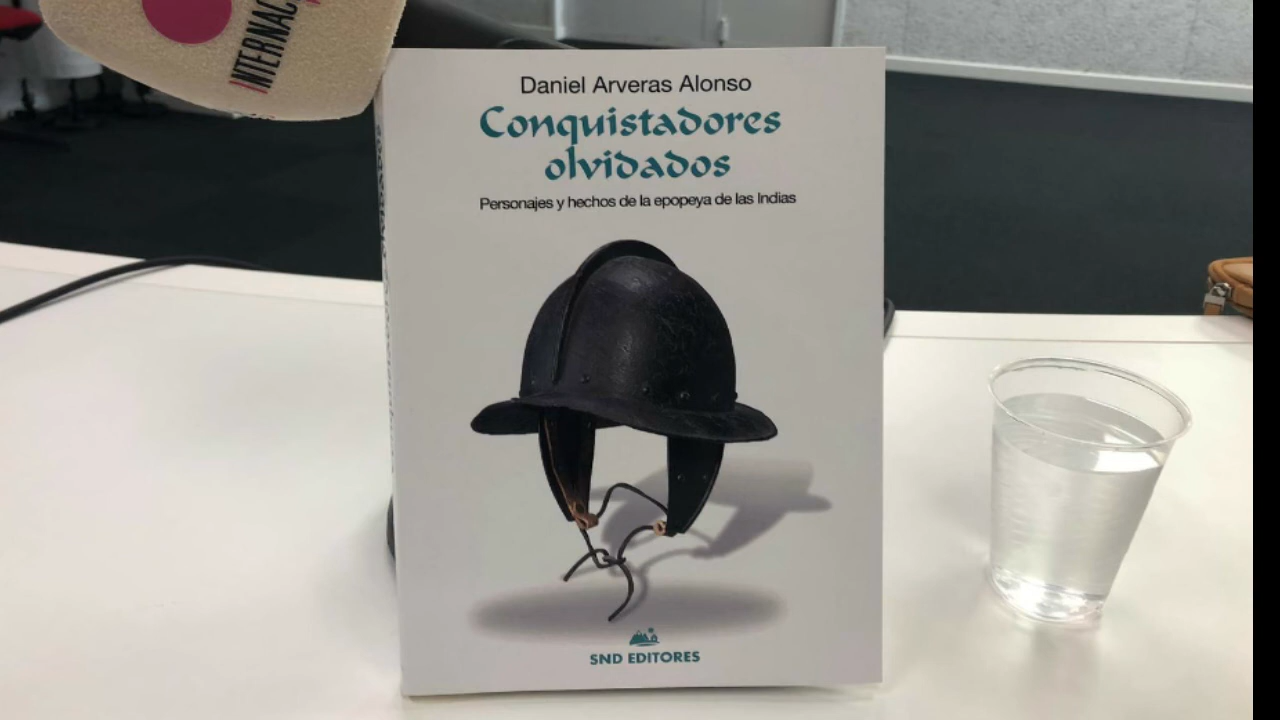 INTERNAC
Daniel Arveras Alonso
Conquistadores
olvidados
Personajes y hechos de la epopeya de las Indias
SND EDITORES